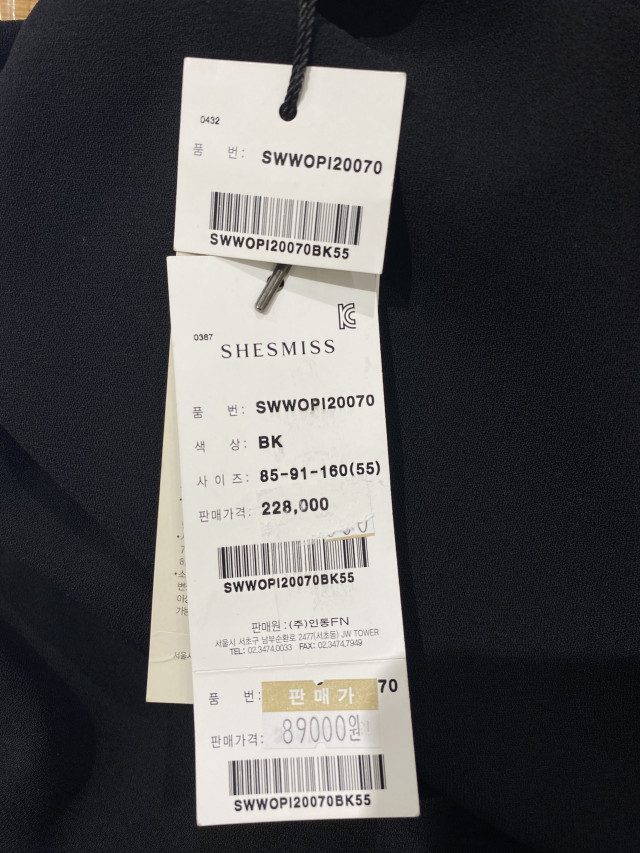 0432
품 번: SWWOPI20070
SWWOPI20070BK55
0387
SHESMISS
품 번: SWWOPI20070
색 상: BK
사이즈: 85-91-160(55)
판매가격: 228,000
SWWOPI20070BK55
판매원 : (주)인동FN
서울시 서초구 남부순환로 2477(서초동) JW TOWER
TEL: 02.3474.0033 FAX: 02.3474.7949
품 번: 70
판매가
판매가격: 89000원
SWWOPI20070BK55